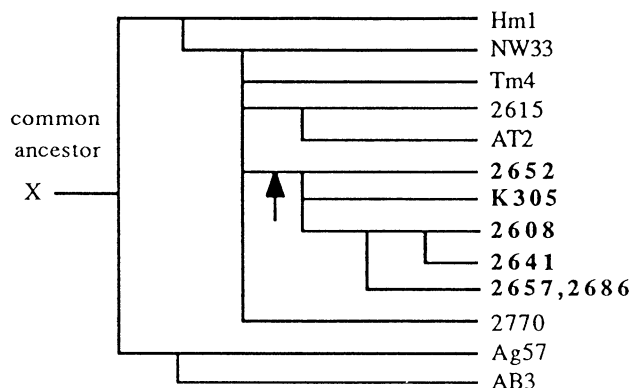 Hm1
NW33
Tm4
common
ancestor
X
2615
AT2
2652
K305
2608
2641
2657,2686
2770
Ag57
AB3